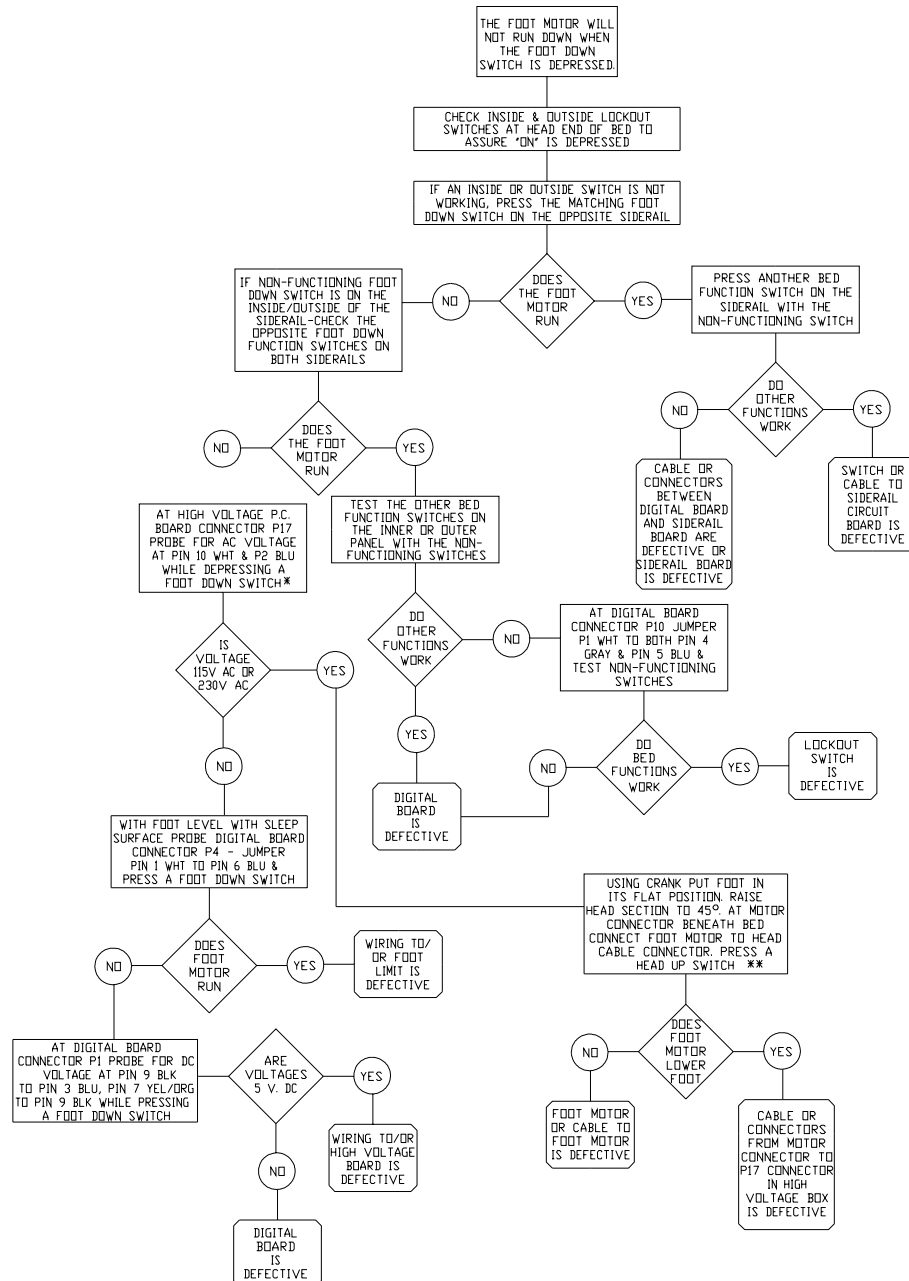 THE FOOT MOTOR WILL
NOT RUN DOWN WHEN
THE FOOT DOWN
SWITCH IS DEPRESSED.
CHECK INSIDE & OUTSIDE LOCKOUT
SWITCHES AT HEAD END OF BED TO
ASSURE "ON" IS DEPRESSED
IF AN INSIDE OR OUTSIDE SWITCH IS NOT
WORKING, PRESS THE MATCHING FOOT
DOWN SWITCH ON THE OPPOSITE SIDERAIL
DOES
THE FOOT
MOTOR
RUN
NO
YES
IF NON-FUNCTIONING FOOT
DOWN SWITCH IS ON THE
INSIDE/OUTSIDE OF THE
SIDERAIL-CHECK THE
OPPOSITE FOOT DOWN
FUNCTION SWITCHES ON
BOTH SIDERAILS
PRESS ANOTHER BED
FUNCTION SWITCH ON THE
SIDERAIL WITH THE
NON-FUNCTIONING SWITCH
DO
OTHER
FUNCTIONS
WORK
NO
YES
CABLE OR
CONNECTORS
BETWEEN
DIGITAL BOARD
AND SIDERAIL
BOARD ARE
DEFECTIVE OR
SIDERAIL BOARD
IS DEFECTIVE
SWITCH OR
CABLE TO
SIDERAIL
CIRCUIT
BOARD IS
DEFECTIVE
DOES
THE FOOT
MOTOR
RUN
NO
YES
AT HIGH VOLTAGE P.C.
BOARD CONNECTOR P17
PROBE FOR AC VOLTAGE
AT PIN 10 WHT & P2 BLU
WHILE DEPRESSING A
FOOT DOWN SWITCH*
TEST THE OTHER BED
FUNCTION SWITCHES ON
THE INNER OR OUTER
PANEL WITH THE NON-
FUNCTIONING SWITCHES
DO
OTHER
FUNCTIONS
WORK
NO
YES
AT DIGITAL BOARD
CONNECTOR P10 JUMPER
P1 WHT TO BOTH PIN 4
GRAY & PIN 5 BLU &
TEST NON-FUNCTIONING
SWITCHES
DO
BED
FUNCTIONS
WORK
NO
YES
LOCKOUT
SWITCH
IS
DEFECTIVE
DIGITAL
BOARD
IS
DEFECTIVE
IS
VOLTAGE
115V AC OR
230V AC
YES
NO
WITH FOOT LEVEL WITH SLEEP
SURFACE PROBE DIGITAL BOARD
CONNECTOR P4 - JUMPER
PIN 1 WHT TO PIN 6 BLU &
PRESS A FOOT DOWN SWITCH
DOES
FOOT
MOTOR
RUN
NO
YES
WIRING TO/
OR FOOT
LIMIT IS
DEFECTIVE
USING CRANK PUT FOOT IN
ITS FLAT POSITION. RAISE
HEAD SECTION TO 45º. AT MOTOR
CONNECTOR BENEATH BED
CONNECT FOOT MOTOR TO HEAD
CABLE CONNECTOR. PRESS A
HEAD UP SWITCH **
DOES
FOOT
MOTOR
LOWER
FOOT
NO
YES
FOOT MOTOR
OR CABLE TO
FOOT MOTOR
IS DEFECTIVE
CABLE OR
CONNECTORS
FROM MOTOR
CONNECTOR TO
P17 CONNECTOR
IN HIGH
VOLTAGE BOX
IS DEFECTIVE
AT DIGITAL BOARD
CONNECTOR P1 PROBE FOR DC
VOLTAGE AT PIN 9 BLK
TO PIN 3 BLU, PIN 7 YEL/ORG
TO PIN 9 BLK WHILE PRESSING
A FOOT DOWN SWITCH
ARE
VOLTAGES
5 V. DC
YES
NO
WIRING TO/OR
HIGH VOLTAGE
BOARD IS
DEFECTIVE
DIGITAL
BOARD
IS
DEFECTIVE